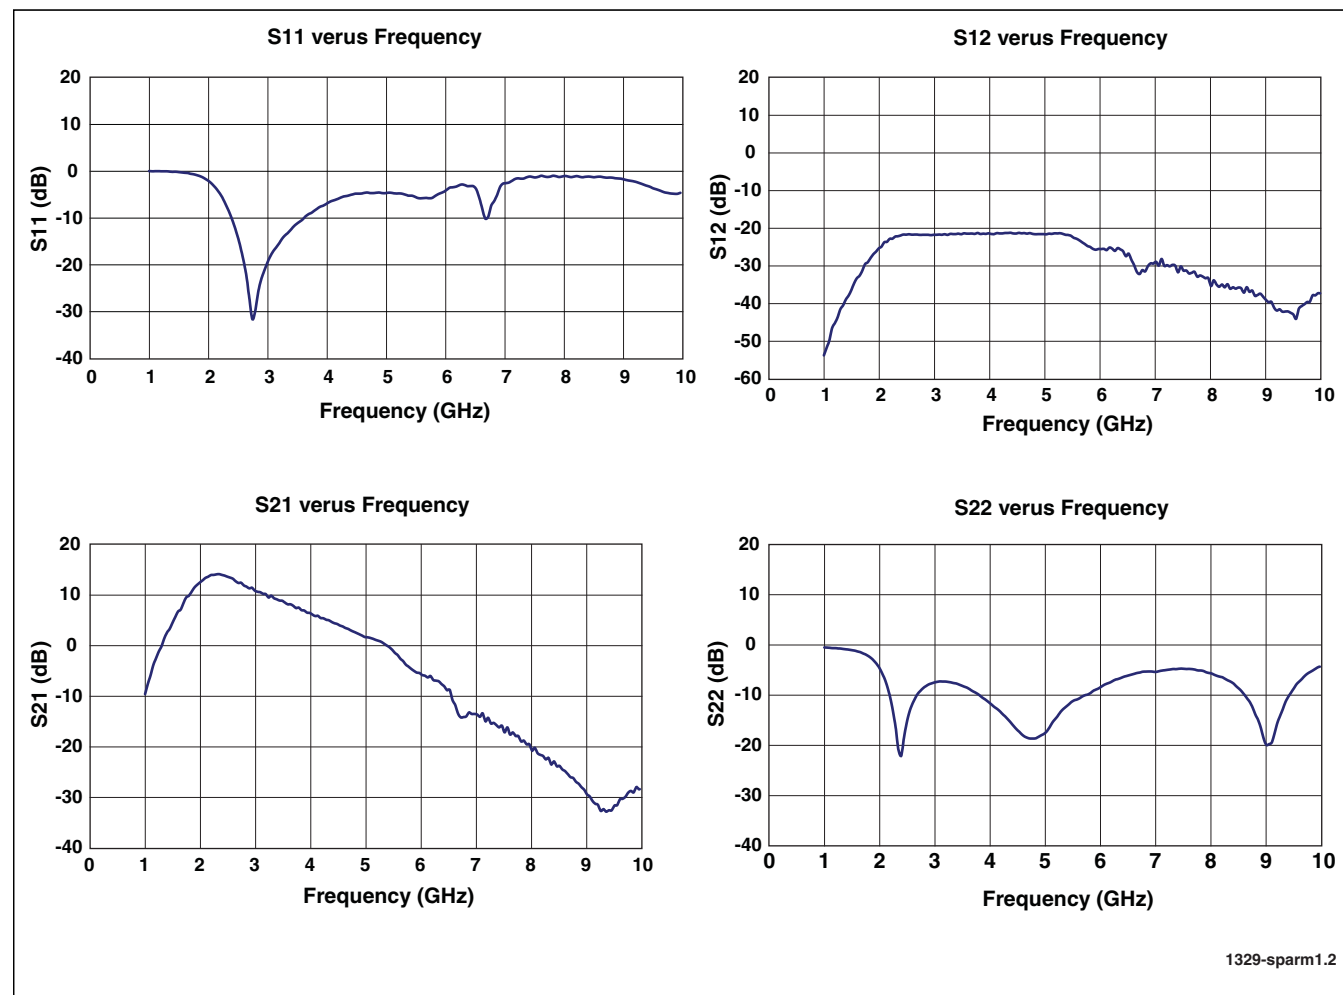 S11 verus Frequency
20
10
0
-10
-20
-30
-40
S11 (dB)
0 1 2 3 4 5 6 7 8 9 10
Frequency (GHz)
S12 verus Frequency
20
10
0
-10
-20
-30
-40
-50
-60
S12 (dB)
0 1 2 3 4 5 6 7 8 9 10
Frequency (GHz)
S21 verus Frequency
20
10
0
-10
-20
-30
-40
S21 (dB)
0 1 2 3 4 5 6 7 8 9 10
Frequency (GHz)
S22 verus Frequency
20
10
0
-10
-20
-30
-40
S22 (dB)
0 1 2 3 4 5 6 7 8 9 10
Frequency (GHz)
1329-sparm1.2